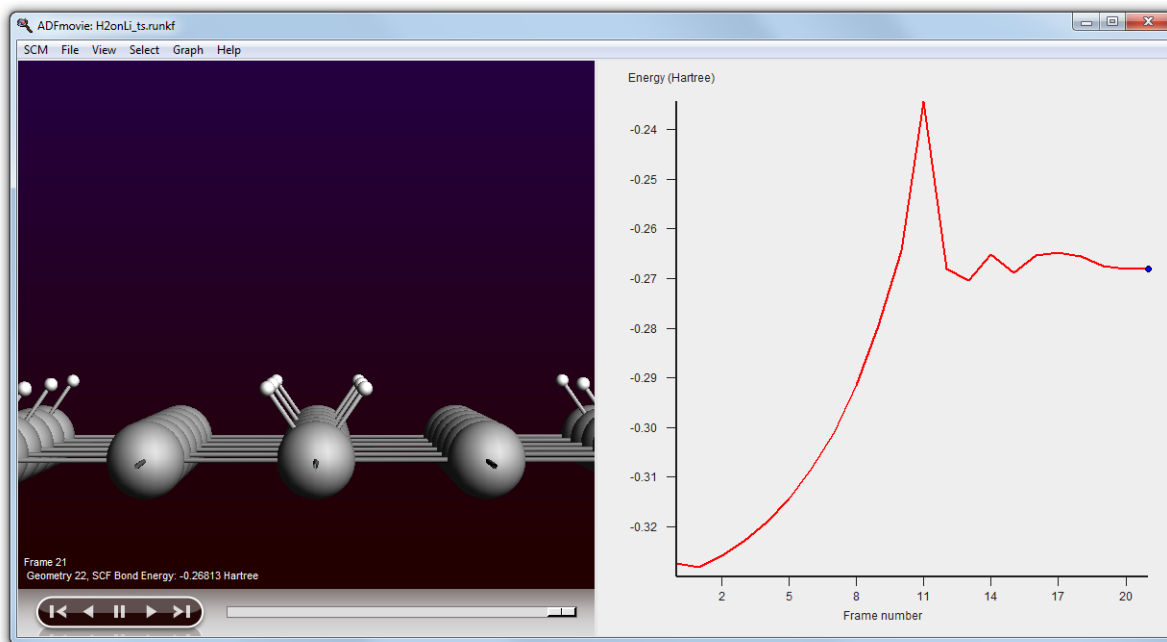 ADFmovie: H2onLi_ts.runkf
SCM File View Select Graph Help
Energy (Hartree)
-0.24
-0.25
-0.26
-0.27
-0.28
-0.29
-0.30
-0.31
-0.32
2 5 8 11 14 17 20
Frame number
Frame 21
Geometry 22, SCF Bond Energy: -0.26813 Hartree